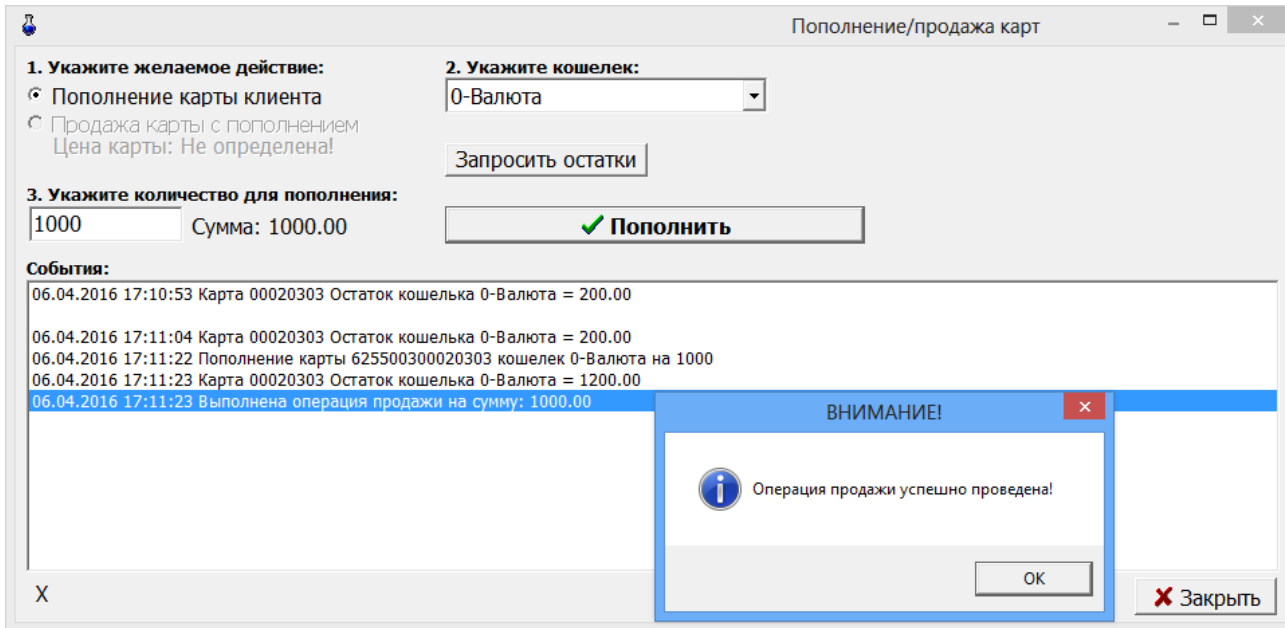 Пополнение/продажа карт
1. Укажите желаемое действие:
Пополнение карты клиента
Продажа карты с пополнением
Цена карты: Не определена!
2. Укажите кошелек:
0-Валюта
Запросить остатки
3. Укажите количество для пополнения:
1000 Сумма: 1000.00
Пополнить
События:
06.04.2016 17:10:53 Карта 00020303 Остаток кошелька 0-Валюта = 200.00
06.04.2016 17:11:04 Карта 00020303 Остаток кошелька 0-Валюта = 200.00
06.04.2016 17:11:22 Пополнение карты 625500300020303 кошелек 0-Валюта на 1000
06.04.2016 17:11:23 Карта 00020303 Остаток кошелька 0-Валюта = 1200.00
06.04.2016 17:11:23 Выполнена операция продажи на сумму: 1000.00
ВНИМАНИЕ!
Операция продажи успешно проведена!
OK
X
Закрыть